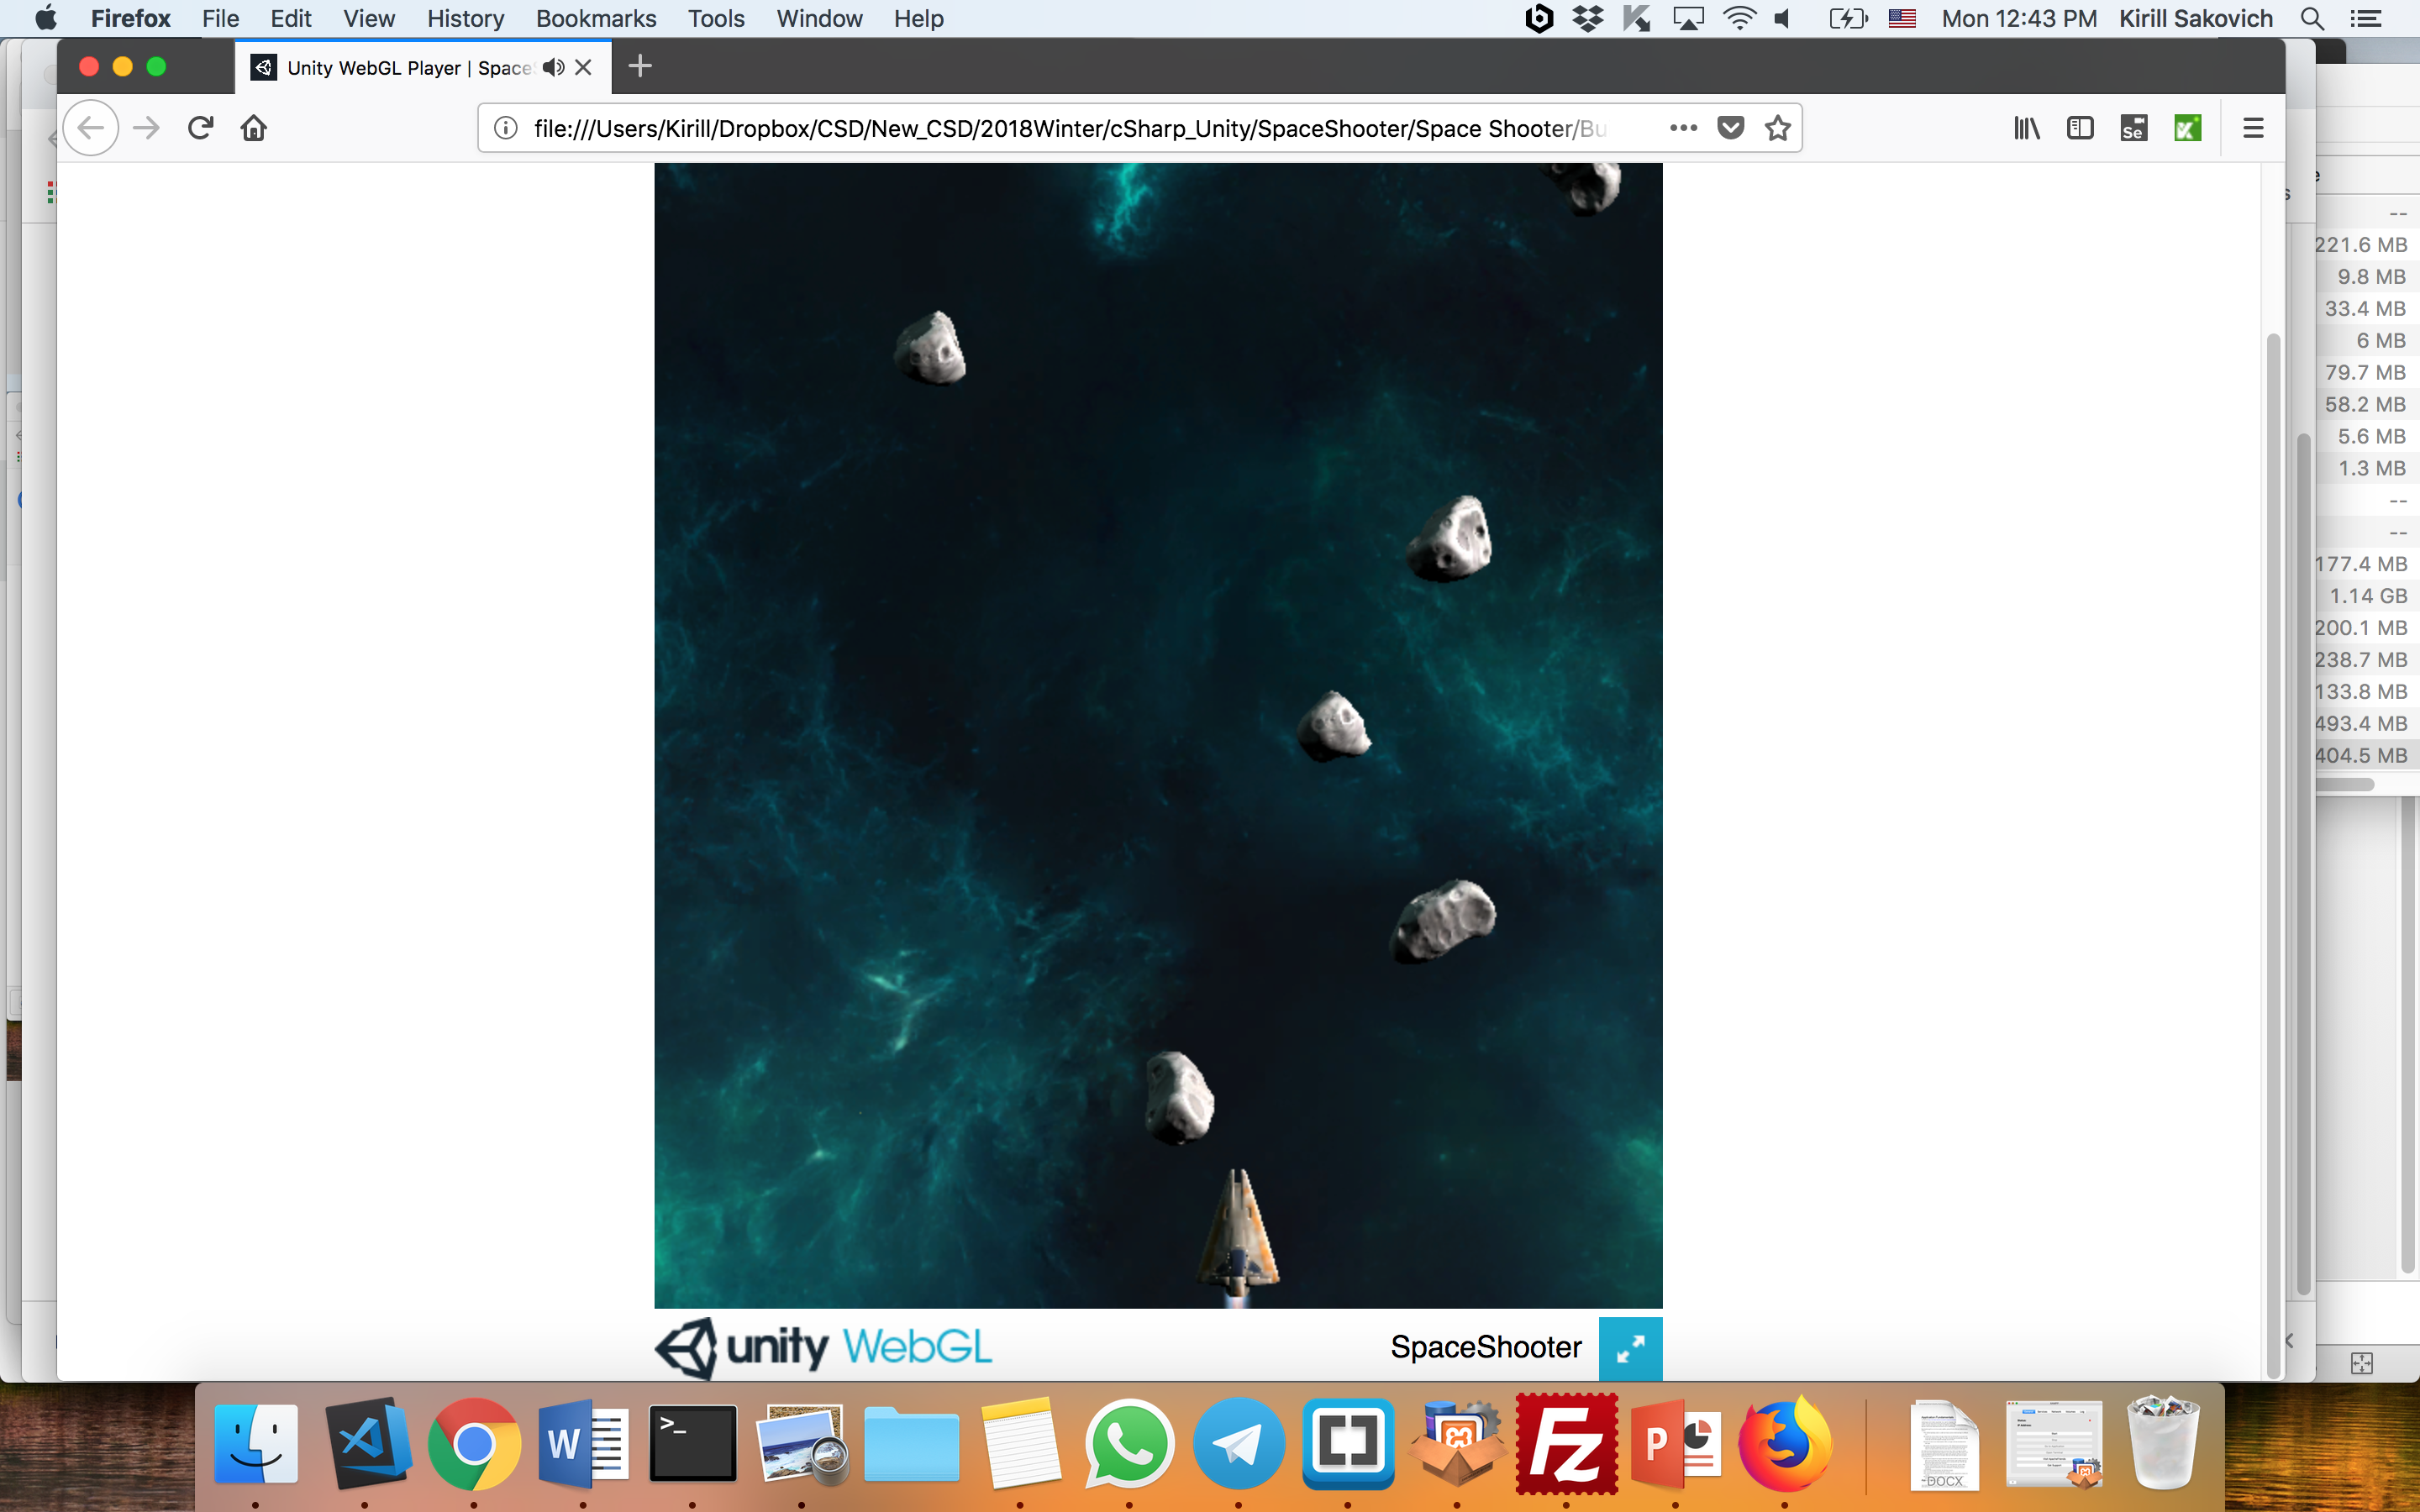 Firefox File Edit View History Bookmarks Tools Window Help Mon 12:43 PM Kirill Sakovich
Unity WebGL Player | Space
file:///Users/Kirill/Dropbox/CSD/New_CSD/2018Winter/cSharp_Unity/SpaceShooter/Space Shooter/Bu
Se
--
221.6 MB
9.8 MB
33.4 MB
6 MB
79.7 MB
58.2 MB
5.6 MB
1.3 MB
--
--
177.4 MB
1.14 GB
200.1 MB
238.7 MB
133.8 MB
493.4 MB
404.5 MB
unity WebGL
SpaceShooter
W
>_
Fz
P
DOCX